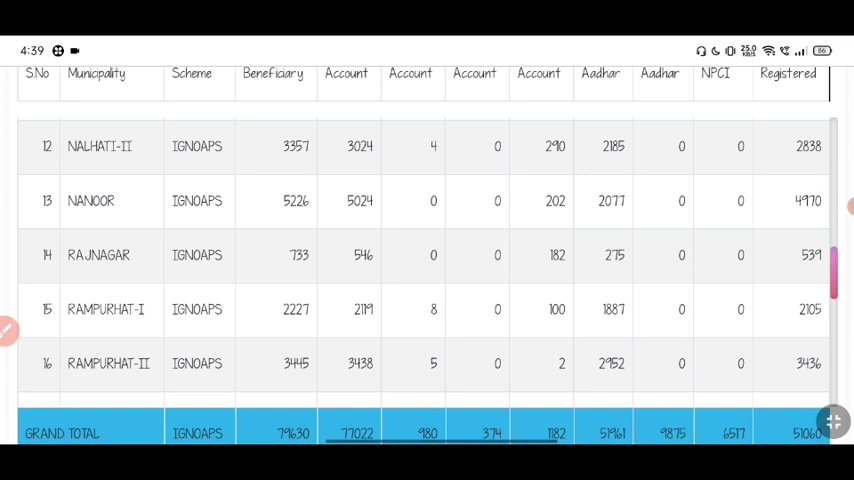 4:39 25.0 KB/S 86
S.No Municipality Scheme Beneficiary Account Account Account Account Aadhar Aadhar NPCI Registered
12 NALHATI-II IGNOAPS 3357 3024 4 0 290 2185 0 0 2838
13 NANOOR IGNOAPS 5226 5024 0 0 202 2077 0 0 4970
14 RAJNAGAR IGNOAPS 733 546 0 0 182 275 0 0 539
15 RAMPURHAT-I IGNOAPS 2227 2119 8 0 100 1887 0 0 2105
16 RAMPURHAT-II IGNOAPS 3445 3438 5 0 2 2952 0 0 3436
GRAND TOTAL IGNOAPS 79630 77022 980 374 1182 51961 9875 6517 51060